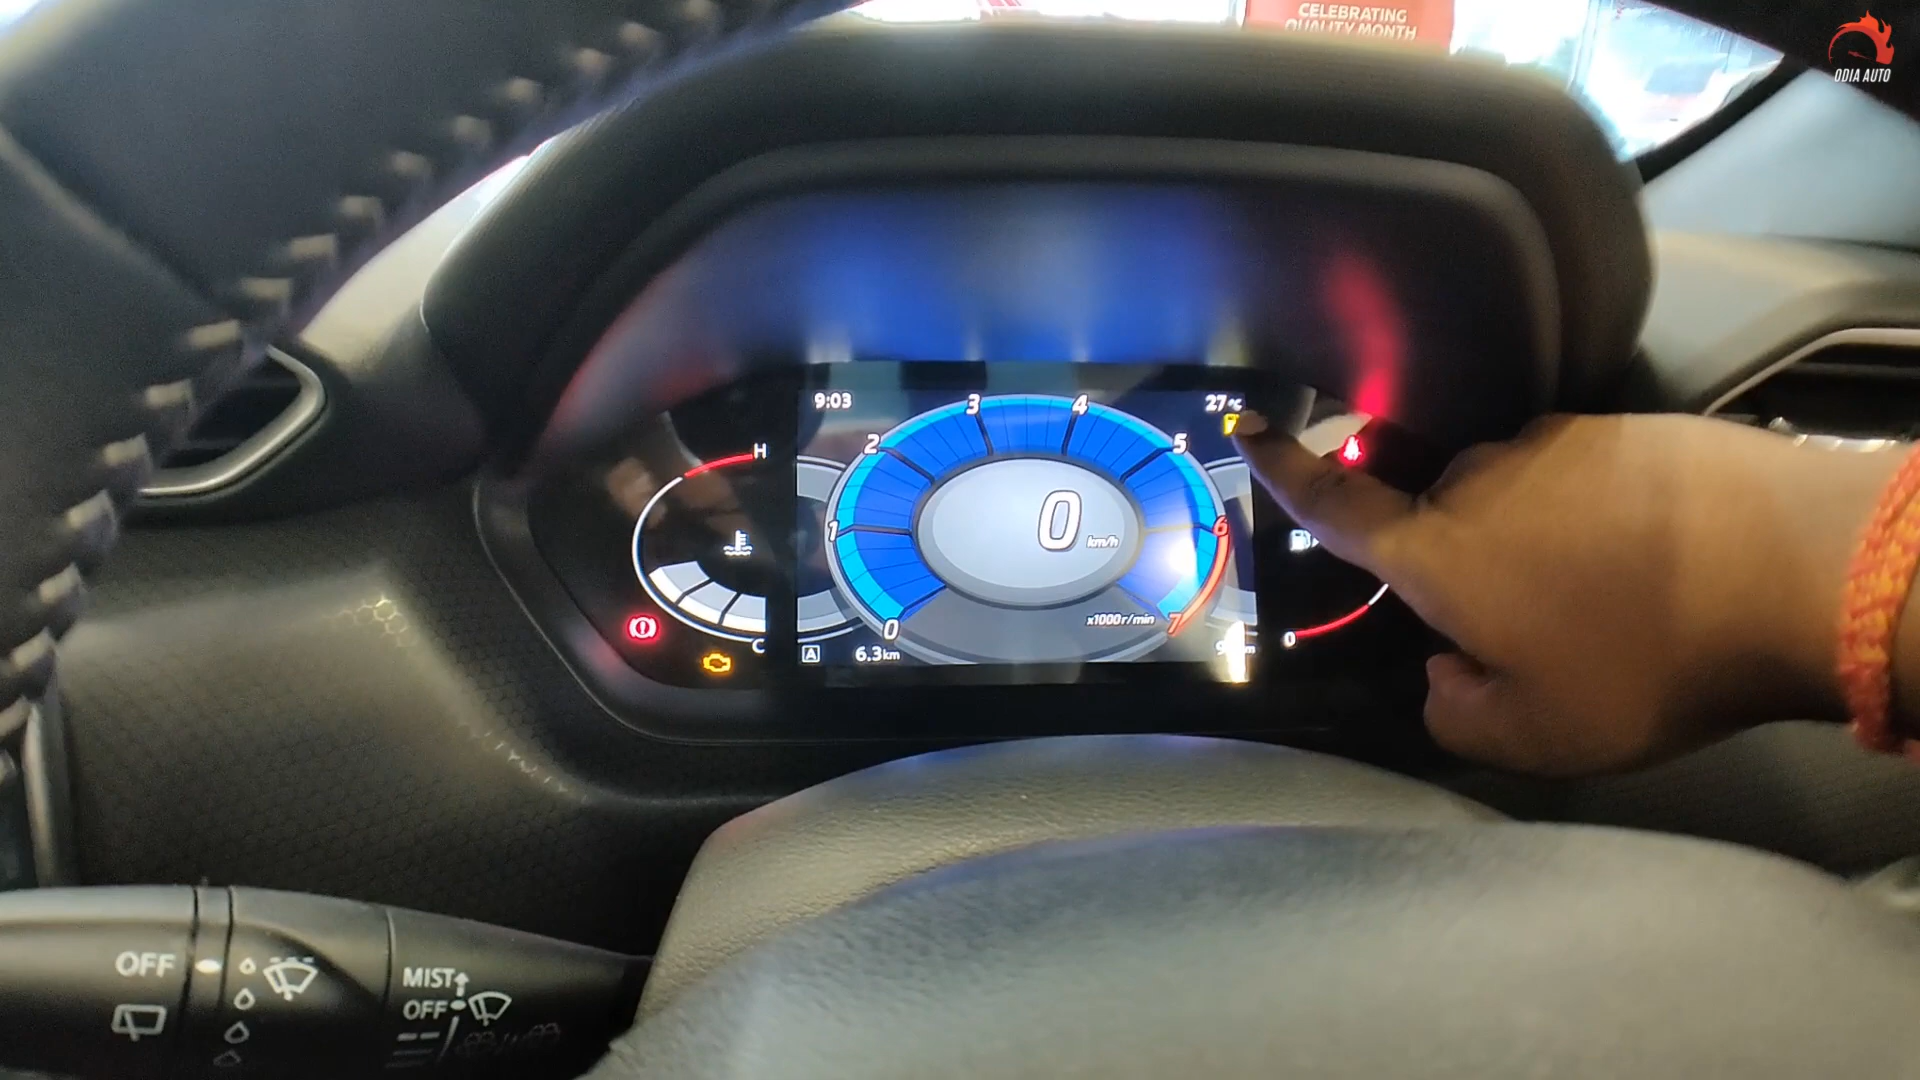 CELEBRATING
QUALITY MONTH
ODIA AUTO
9:03
27°C
3
4
2
5
H
1
0
km/h
6
0
x1000r/min
7
C
A
6.3km
0
OFF
MIST
OFF